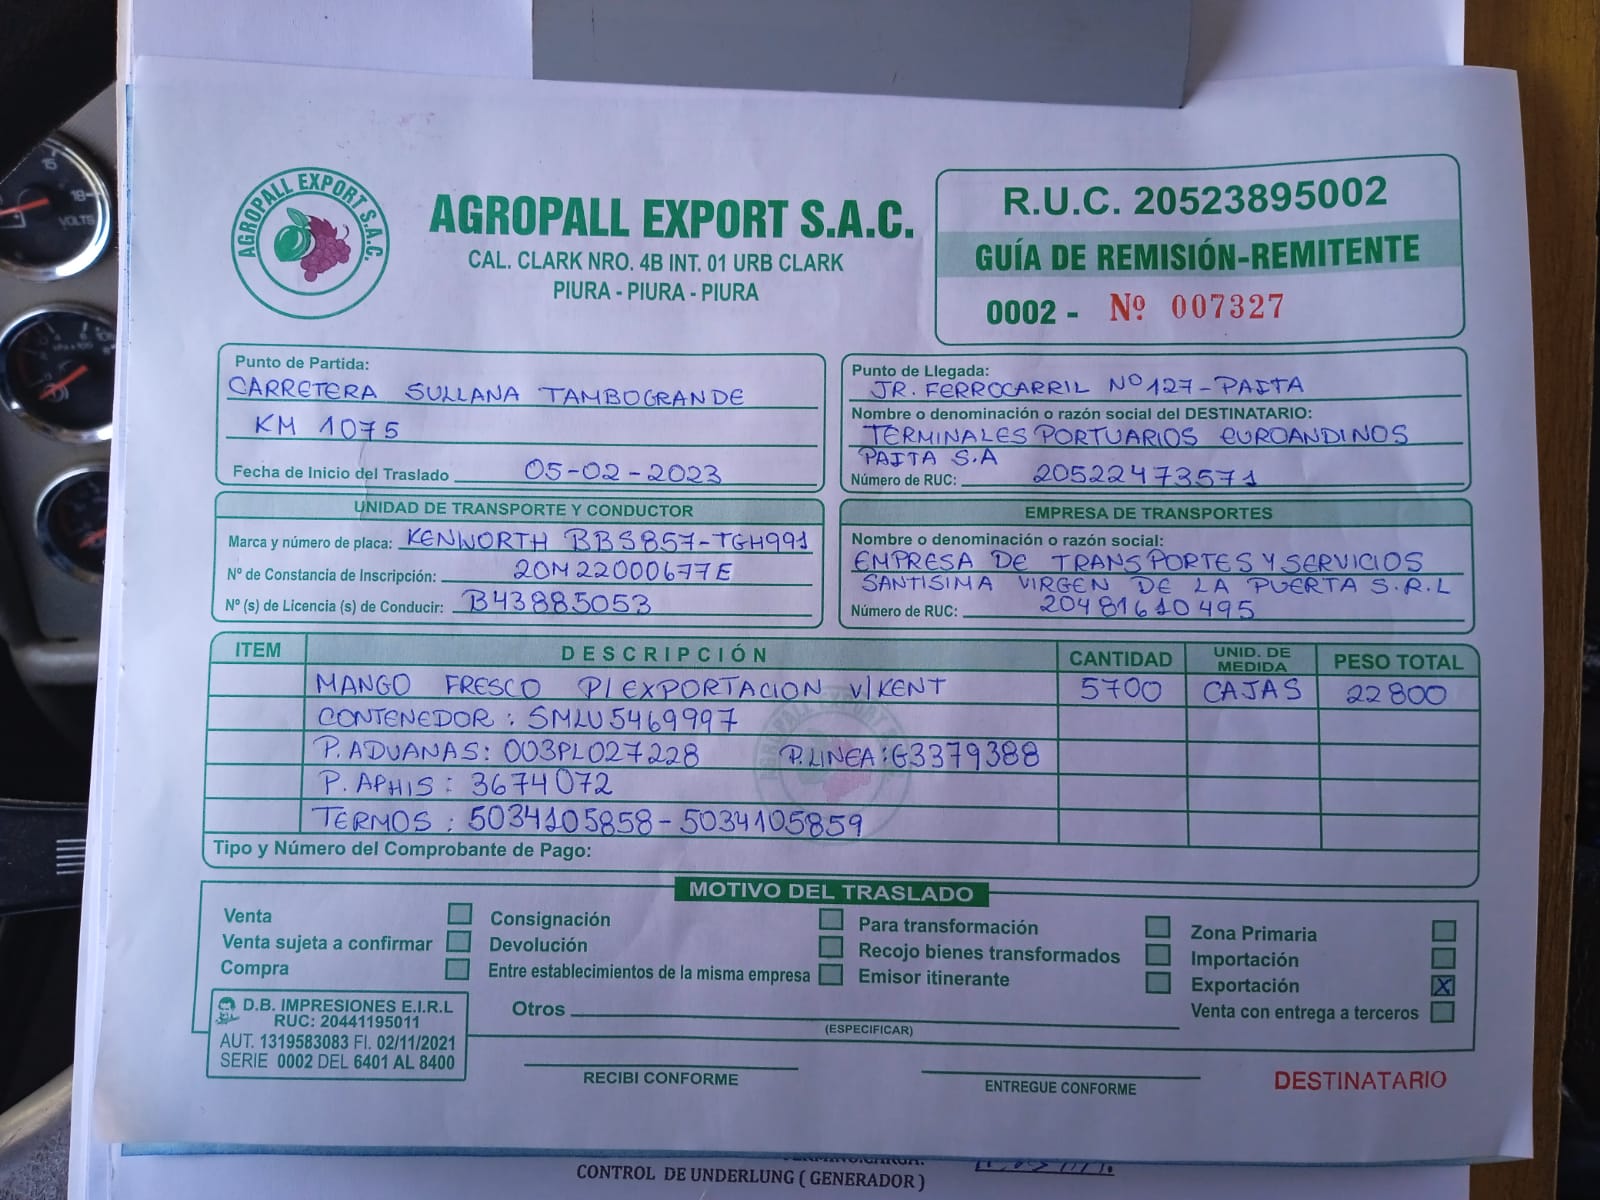 AGROPALL EXPORT S.A.C.
AGROPALL EXPORT S.A.C.
CAL. CLARK NRO. 4B INT. 01 URB CLARK
PIURA - PIURA - PIURA
R.U.C. 20523895002
GUÍA DE REMISIÓN-REMITENTE
0002 - Nº 007327
Punto de Partida:
CARRETERA SULLANA TAMBOGRANDE
KM 1075
Fecha de Inicio del Traslado 05-02-2023
Punto de Llegada:
JR. FERROCARRIL Nº 127-PAITA
Nombre o denominación o razón social del DESTINATARIO:
TERMINALES PORTUARIOS EUROANDINOS
PAITA S.A
Número de RUC: 20522473571
UNIDAD DE TRANSPORTE Y CONDUCTOR
Marca y número de placa: KENWORTH BBS857-TGH991
Nº de Constancia de Inscripción: 20M22000677E
Nº (s) de Licencia (s) de Conducir: B43885053
EMPRESA DE TRANSPORTES
Nombre o denominación o razón social:
EMPRESA DE TRANSPORTES Y SERVICIOS
SANTISIMA VIRGEN DE LA PUERTA S.R.L
Número de RUC: 20481610495
ITEM DESCRIPCIÓN CANTIDAD UNID. DE MEDIDA PESO TOTAL
MANGO FRESCO P/EXPORTACION V/KENT 5700 CAJAS 22800
CONTENEDOR : SMLU5469997
P. ADUANAS: 003PL027228 P.LINEA:G3379388
P. APHIS : 3674072
TERMOS : 5034105858-5034105859
Tipo y Número del Comprobante de Pago:
MOTIVO DEL TRASLADO
Venta
Venta sujeta a confirmar
Compra
Consignación
Devolución
Entre establecimientos de la misma empresa
Para transformación
Recojo bienes transformados
Emisor itinerante
Zona Primaria
Importación
Exportación X
Venta con entrega a terceros
Otros
(ESPECIFICAR)
D.B. IMPRESIONES E.I.R.L
RUC: 20441195011
AUT. 1319583083 FI. 02/11/2021
SERIE 0002 DEL 6401 AL 8400
RECIBI CONFORME
ENTREGUE CONFORME
DESTINATARIO
CONTROL DE UNDERLUNG ( GENERADOR )
15
18
VOLTS